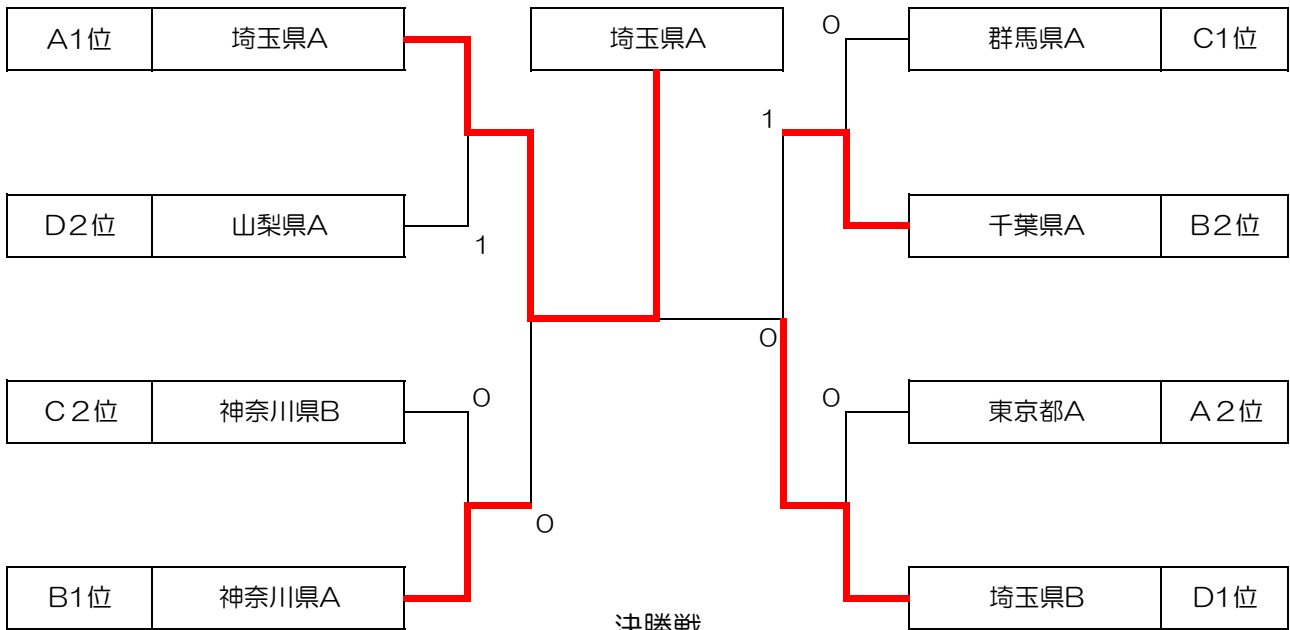 A1位 埼玉県A 埼玉県A 0 群馬県A C1位
1
D2位 山梨県A 1 千葉県A B2位
0
C2位 神奈川県B 0 0 東京都A A2位
0
B1位 神奈川県A 埼玉県B D1位
決勝戦